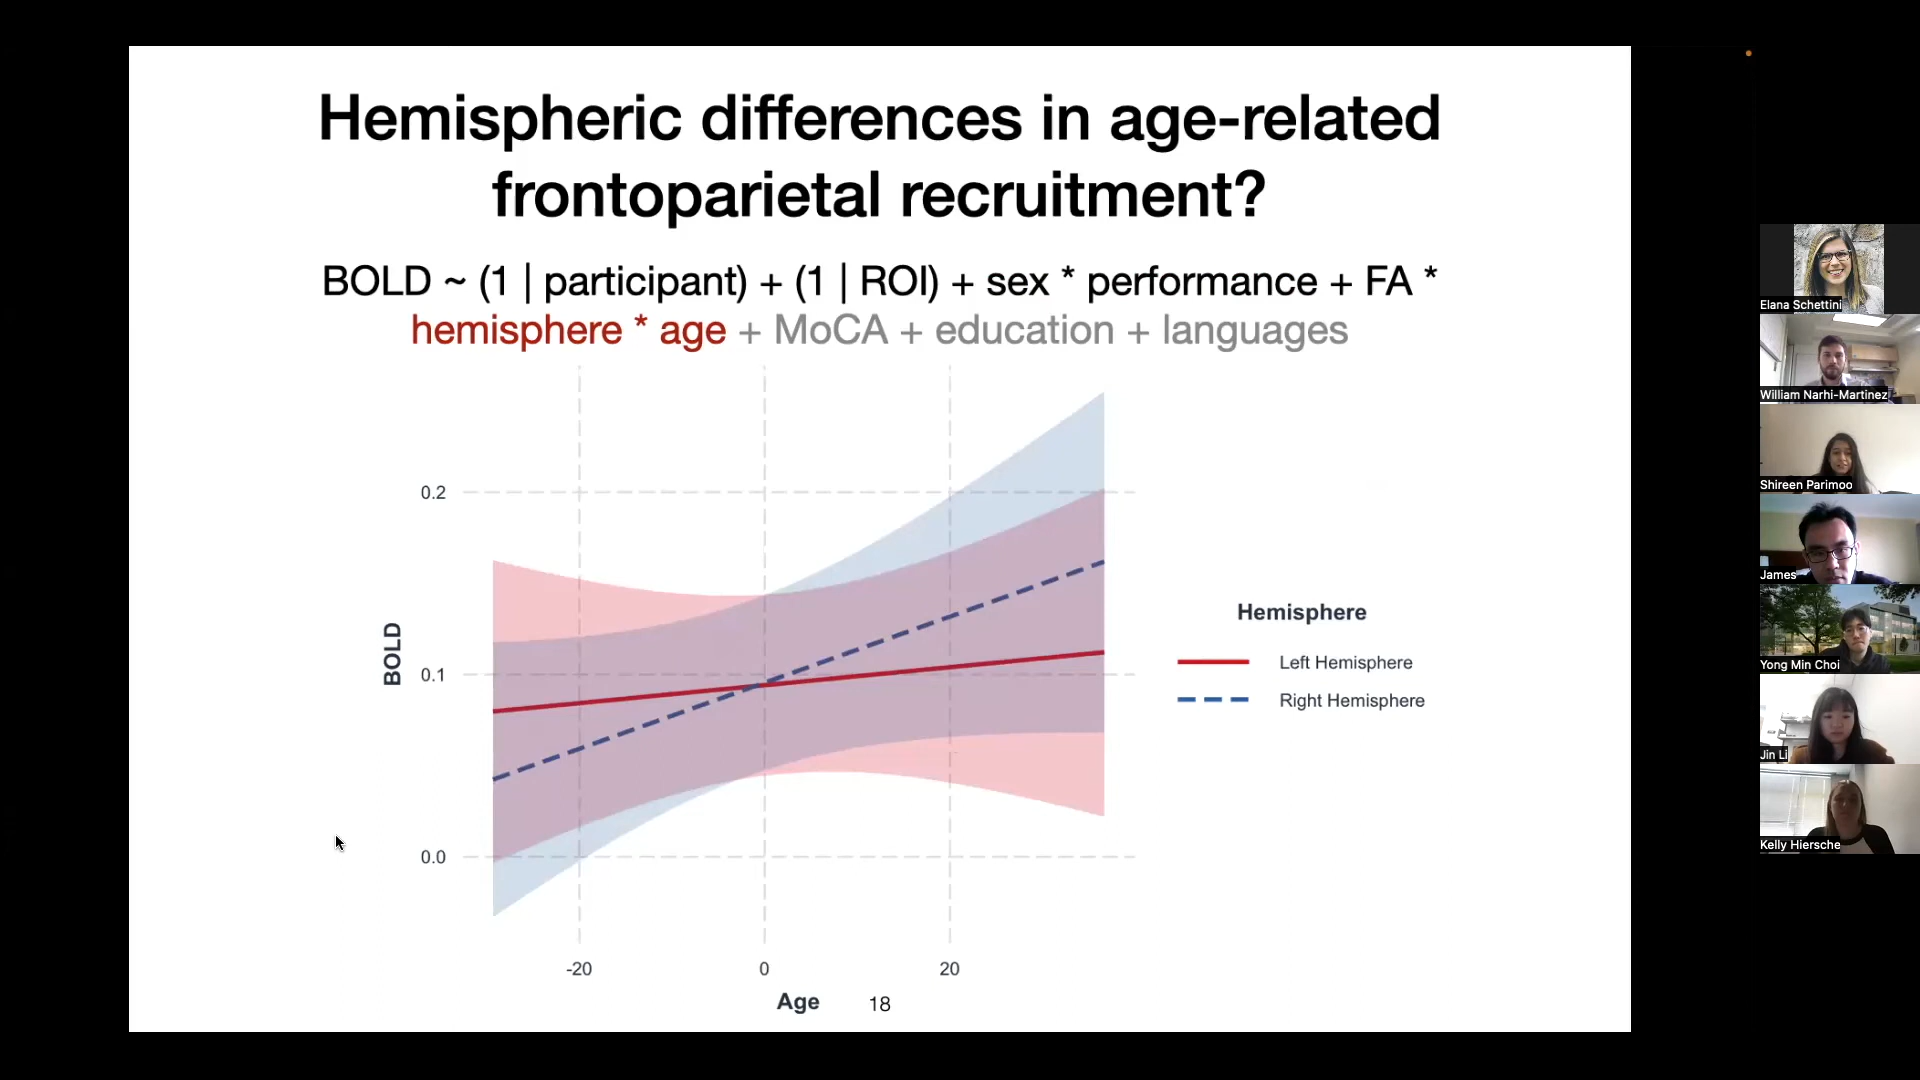 Hemispheric differences in age-related
frontoparietal recruitment?
BOLD ~ (1 | participant) + (1 | ROI) + sex * performance + FA *
hemisphere * age + MoCA + education + languages
0.2
0.1
0.0
BOLD
-20
0
20
Age
18
Hemisphere
Left Hemisphere
Right Hemisphere
Elana Schettini
William Narhi-Martinez
Shireen Parimoo
James
Yong Min Choi
Jin Li
Kelly Hiersche